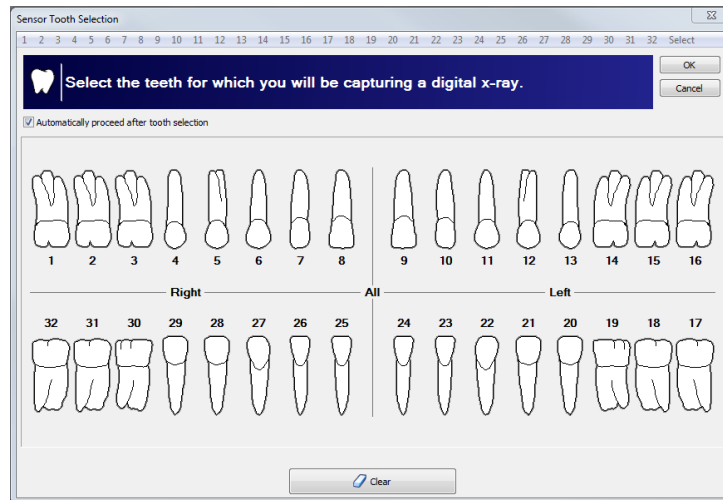 Sensor Tooth Selection
1 2 3 4 5 6 7 8 9 10 11 12 13 14 15 16 17 18 19 20 21 22 23 24 25 26 27 28 29 30 31 32 Select
Select the teeth for which you will be capturing a digital x-ray.
OK
Cancel
Automatically proceed after tooth selection
1 2 3 4 5 6 7 8 9 10 11 12 13 14 15 16
Right All Left
32 31 30 29 28 27 26 25 24 23 22 21 20 19 18 17
Clear